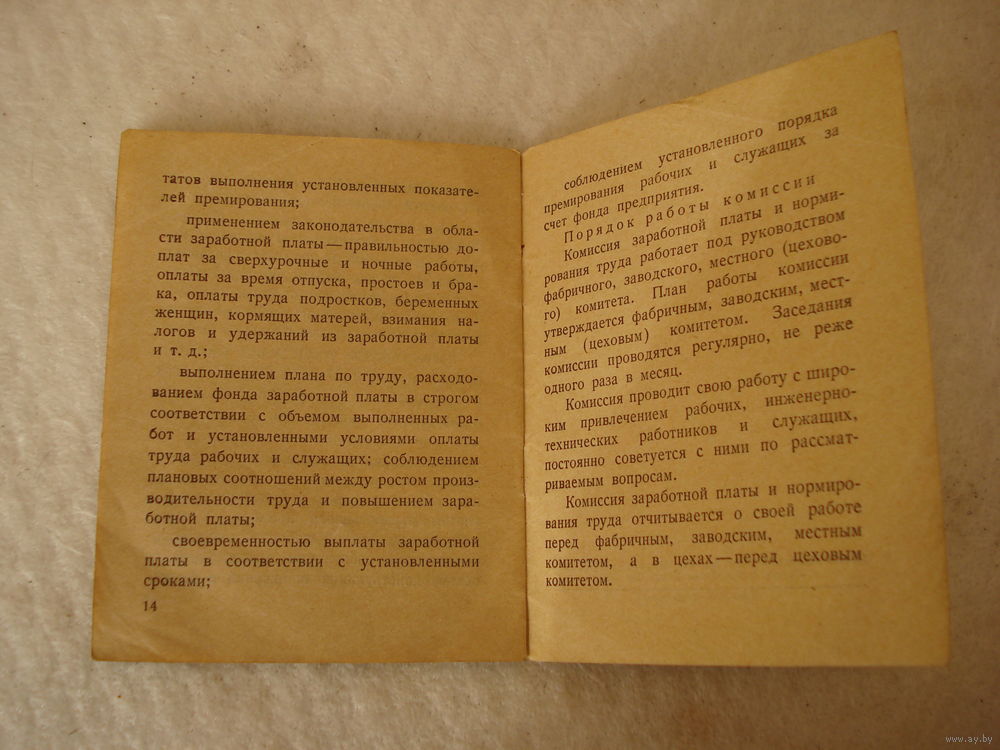 татов выполнения установленных показате-
лей премирования;
применением законодательства в обла-
сти заработной платы — правильностью до-
плат за сверхурочные и ночные работы,
оплаты за время отпуска, простоев и бра-
ка, оплаты труда подростков, беременных
женщин, кормящих матерей, взимания на-
логов и удержаний из заработной платы
и т. д.;
выполнением плана по труду, расходо-
ванием фонда заработной платы в строгом
соответствии с объемом выполненных ра-
бот и установленными условиями оплаты
труда рабочих и служащих; соблюдением
плановых соотношений между ростом произ-
водительности труда и повышением зара-
ботной платы;
своевременностью выплаты заработной
платы в соответствии с установленными
сроками;
14
соблюдением установленного порядка
премирования рабочих и служащих за
счет фонда предприятия.
Порядок работы комиссии
Комиссия заработной платы и норми-
рования труда работает под руководством
фабричного, заводского, местного (цехово-
го) комитета. План работы комиссии
утверждается фабричным, заводским, мест-
ным (цеховым) комитетом. Заседания
комиссии проводятся регулярно, не реже
одного раза в месяц.
Комиссия проводит свою работу с широ-
ким привлечением рабочих, инженерно-
технических работников и служащих,
постоянно советуется с ними по рассмат-
риваемым вопросам.
Комиссия заработной платы и нормиро-
вания труда отчитывается о своей работе
перед фабричным, заводским, местным
комитетом, а в цехах — перед цеховым
комитетом.
www.ay.by